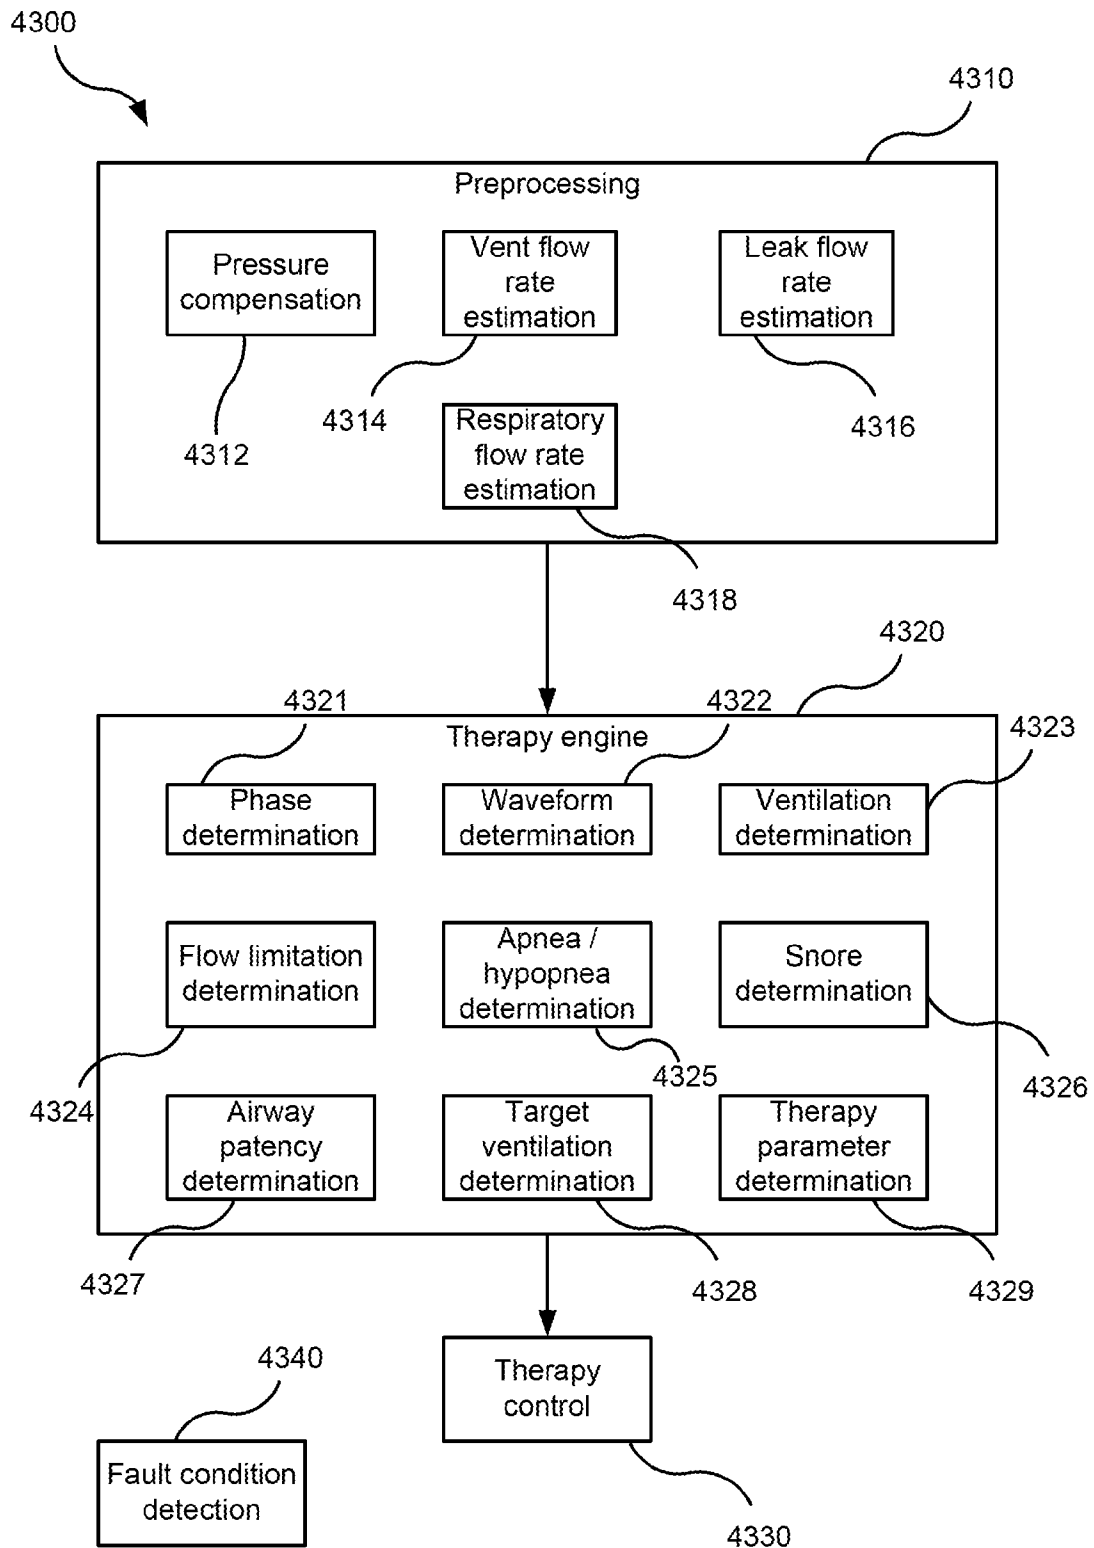 4300
4310
Preprocessing
Pressure
compensation
Vent flow
rate
estimation
Leak flow
rate
estimation
4312
4314
4316
Respiratory
flow rate
estimation
4318
4320
4321
4322
4323
Therapy engine
Phase
determination
Waveform
determination
Ventilation
determination
Flow limitation
determination
Apnea /
hypopnea
determination
Snore
determination
4324
4325
4326
Airway
patency
determination
Target
ventilation
determination
Therapy
parameter
determination
4327
4328
4329
4340
Therapy
control
Fault condition
detection
4330